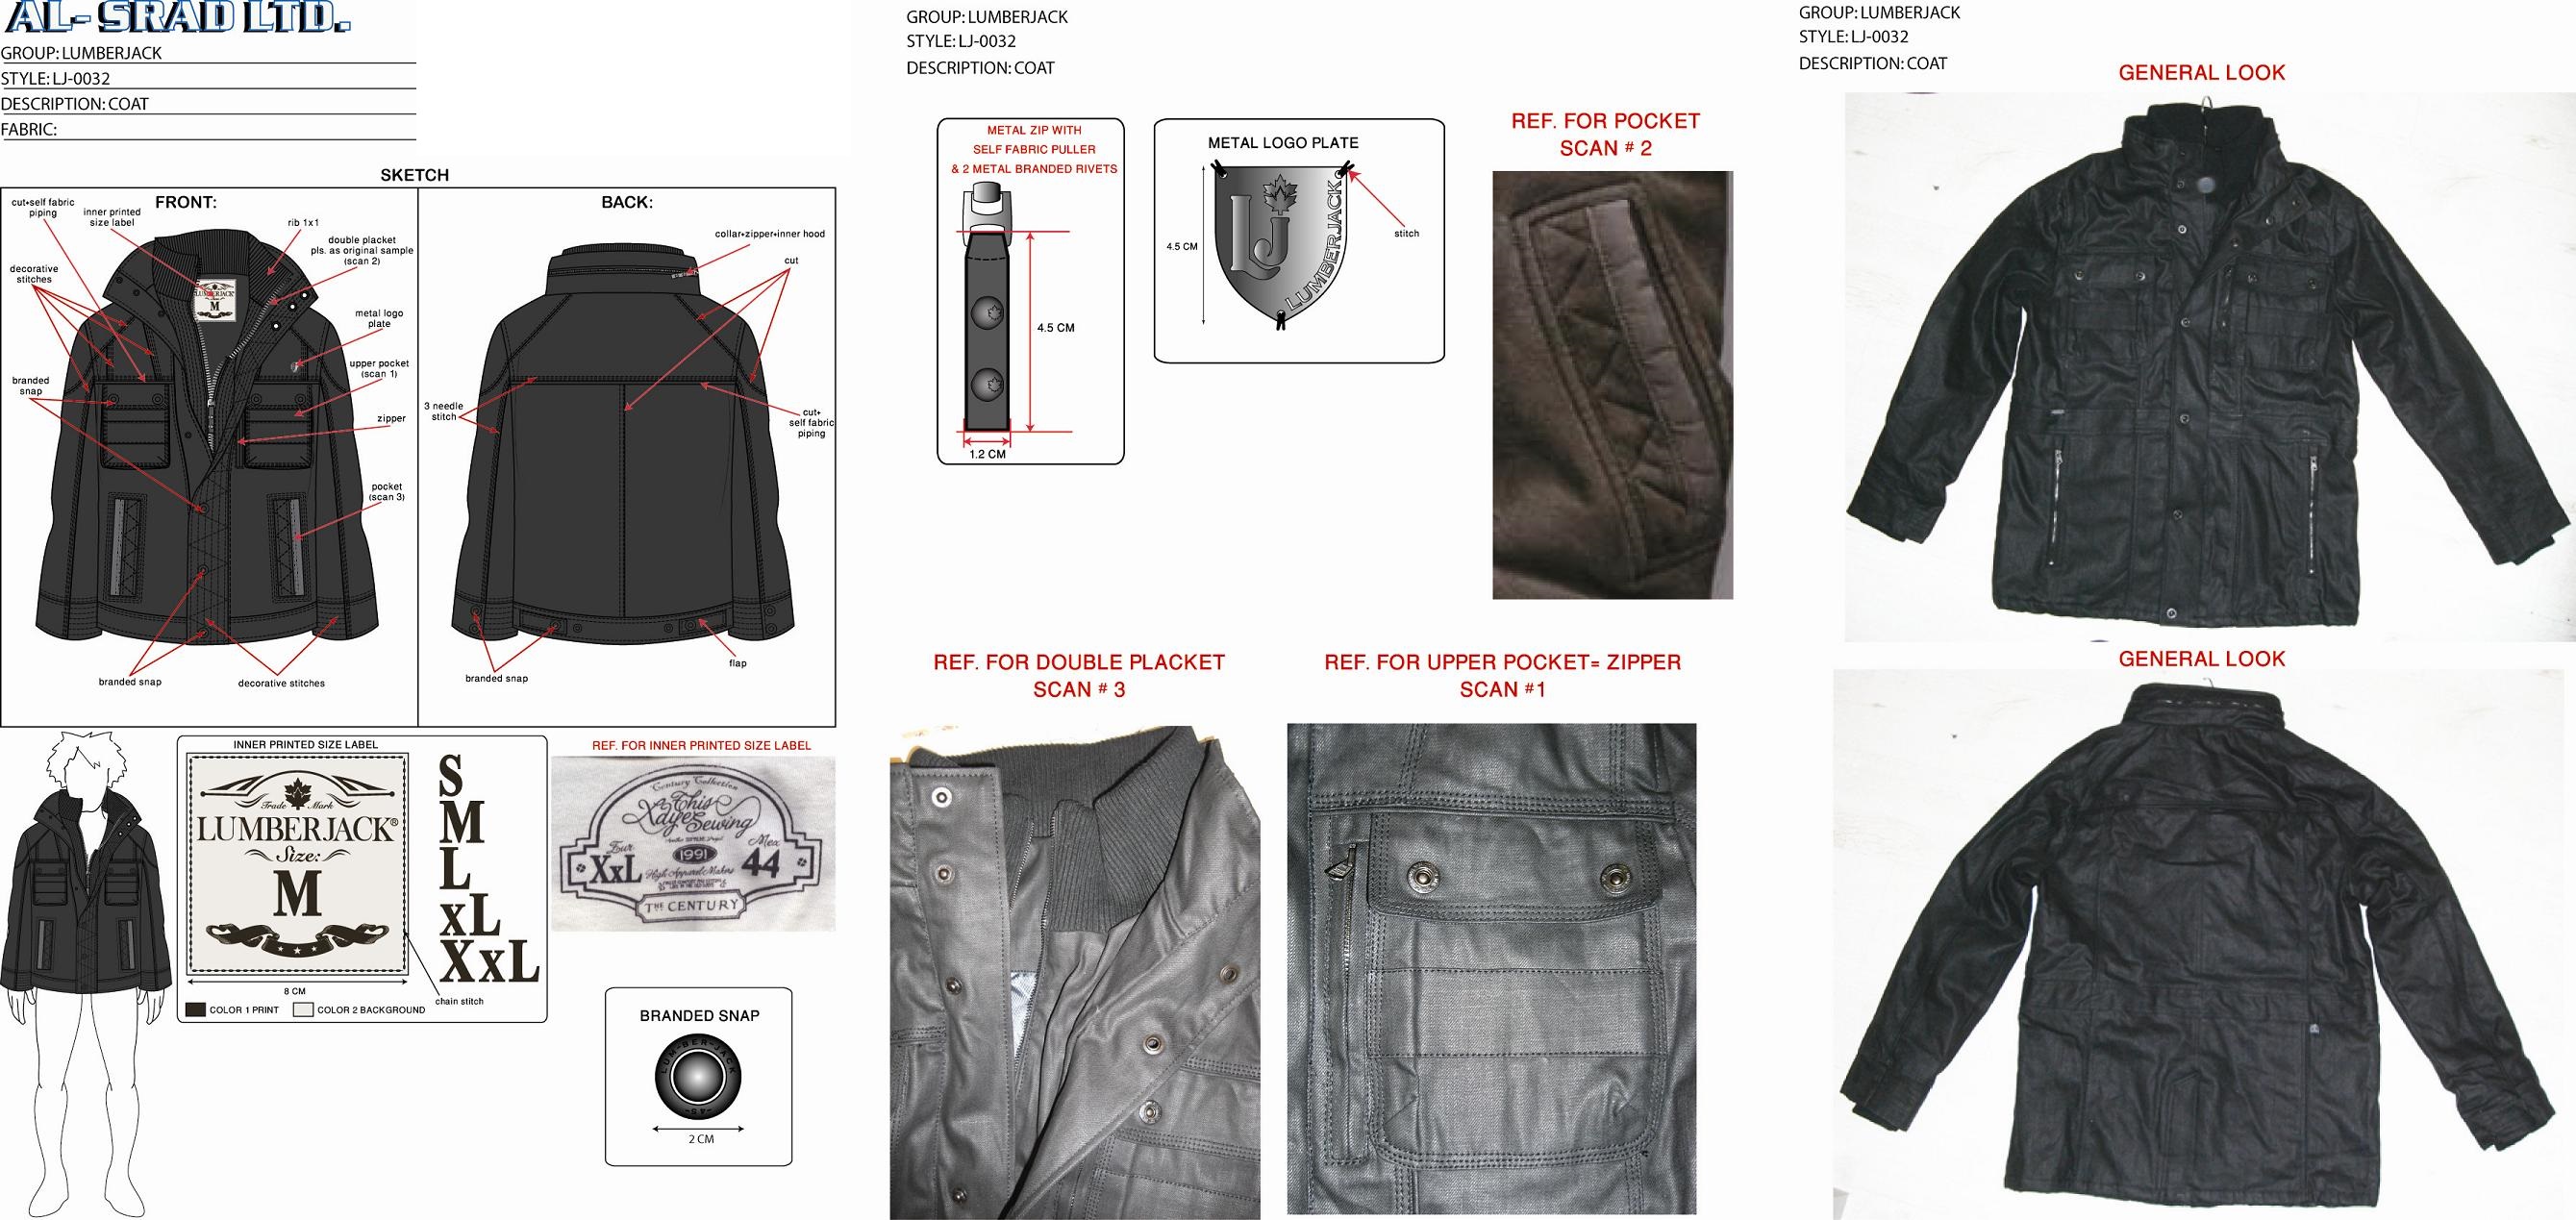 AL- SRAD LTD.
GROUP: LUMBERJACK
STYLE: LJ-0032
DESCRIPTION: COAT
FABRIC:
SKETCH
FRONT:
cut+self fabric
piping
inner printed
size label
rib 1x1
double placket
pls. as original sample
(scan 2)
decorative
stitches
LUMBERJACK
M
metal logo
plate
upper pocket
(scan 1)
branded
snap
zipper
pocket
(scan 3)
branded snap
decorative stitches
BACK:
collar+zipper+inner hood
cut
3 needle
stitch
cut+
self fabric
piping
branded snap
flap
INNER PRINTED SIZE LABEL
Trade Mark
LUMBERJACK®
Size:
M
8 CM
COLOR 1 PRINT
COLOR 2 BACKGROUND
chain stitch
S
M
L
xL
XxL
REF. FOR INNER PRINTED SIZE LABEL
Century Collection
This
Xdye Sewing
1991
Eur
XxL
Mex
44
High Apparel Makers
THE CENTURY
BRANDED SNAP
LUM-BER-JACK
-45-
2 CM
GROUP: LUMBERJACK
STYLE: LJ-0032
DESCRIPTION: COAT
METAL ZIP WITH
SELF FABRIC PULLER
& 2 METAL BRANDED RIVETS
4.5 CM
1.2 CM
METAL LOGO PLATE
LJ
LUMBERJACK
4.5 CM
stitch
REF. FOR POCKET
SCAN # 2
REF. FOR DOUBLE PLACKET
SCAN # 3
REF. FOR UPPER POCKET= ZIPPER
SCAN #1
GROUP: LUMBERJACK
STYLE: LJ-0032
DESCRIPTION: COAT
GENERAL LOOK
GENERAL LOOK